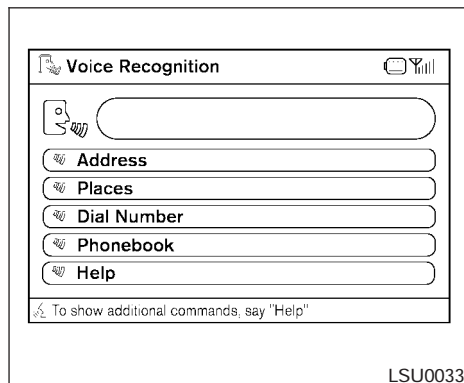 Voice Recognition
Address
Places
Dial Number
Phonebook
Help
To show additional commands, say "Help"
LSU0033